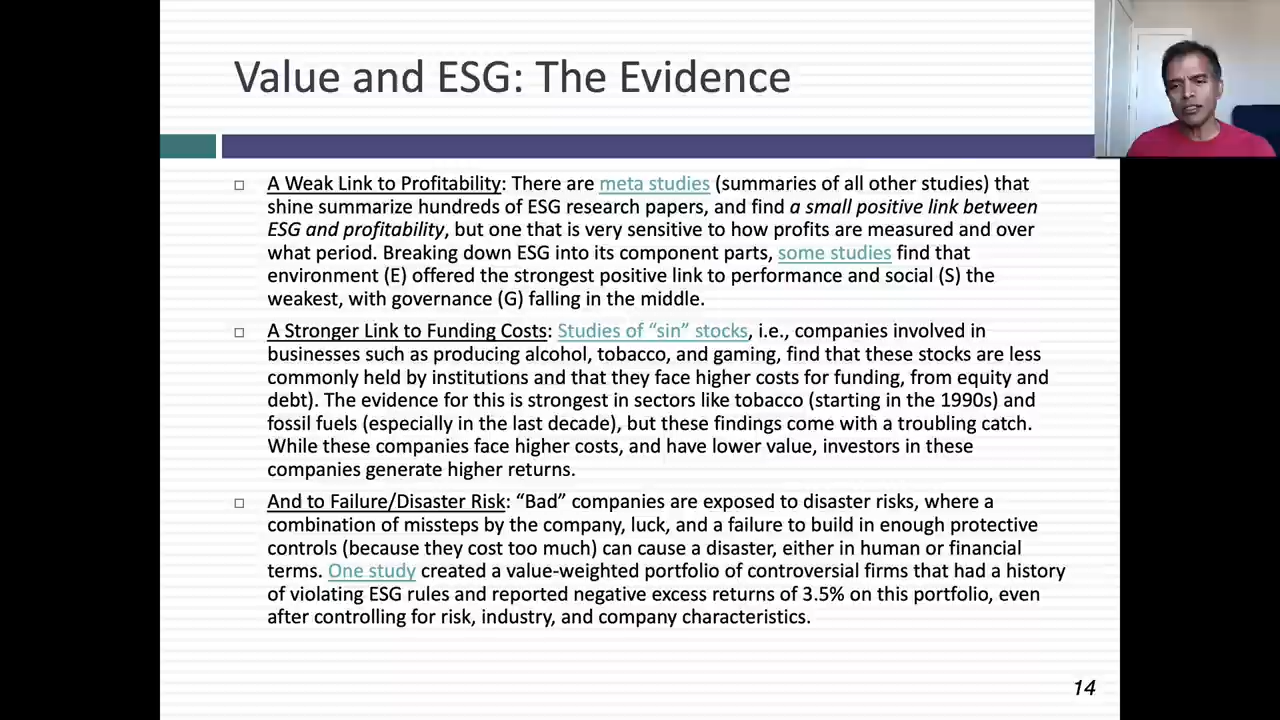 Value and ESG: The Evidence
A Weak Link to Profitability: There are meta studies (summaries of all other studies) that
shine summarize hundreds of ESG research papers, and find a small positive link between
ESG and profitability, but one that is very sensitive to how profits are measured and over
what period. Breaking down ESG into its component parts, some studies find that
environment (E) offered the strongest positive link to performance and social (S) the
weakest, with governance (G) falling in the middle.
A Stronger Link to Funding Costs: Studies of “sin” stocks, i.e., companies involved in
businesses such as producing alcohol, tobacco, and gaming, find that these stocks are less
commonly held by institutions and that they face higher costs for funding, from equity and
debt). The evidence for this is strongest in sectors like tobacco (starting in the 1990s) and
fossil fuels (especially in the last decade), but these findings come with a troubling catch.
While these companies face higher costs, and have lower value, investors in these
companies generate higher returns.
And to Failure/Disaster Risk: “Bad” companies are exposed to disaster risks, where a
combination of missteps by the company, luck, and a failure to build in enough protective
controls (because they cost too much) can cause a disaster, either in human or financial
terms. One study created a value-weighted portfolio of controversial firms that had a history
of violating ESG rules and reported negative excess returns of 3.5% on this portfolio, even
after controlling for risk, industry, and company characteristics.
14